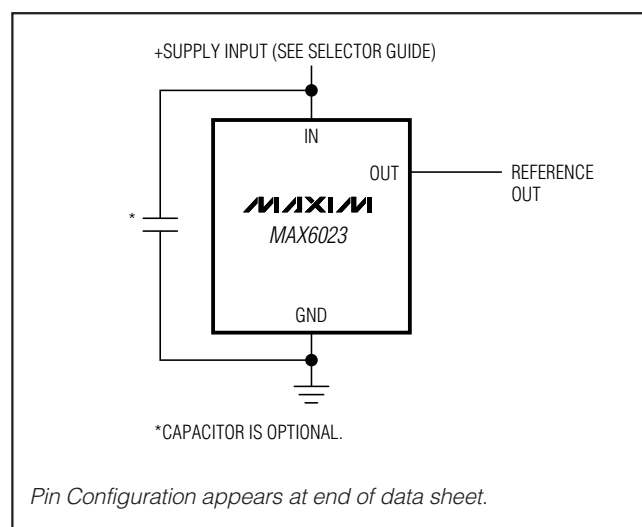 +SUPPLY INPUT (SEE SELECTOR GUIDE)
IN
OUT
REFERENCE
OUT
MAXIM
MAX6023
*
GND
*CAPACITOR IS OPTIONAL.
Pin Configuration appears at end of data sheet.